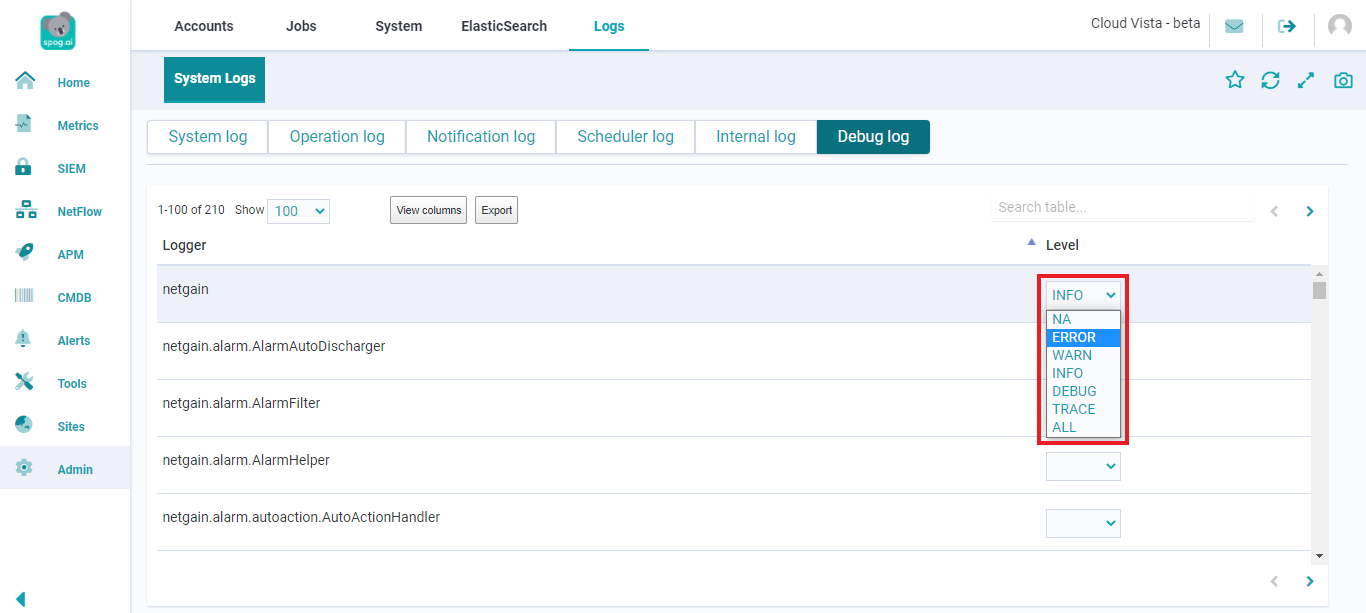 spog.ai
Accounts Jobs System ElasticSearch Logs Cloud Vista - beta
System Logs
Home
Metrics
SIEM
NetFlow
APM
CMDB
Alerts
Tools
Sites
Admin
System log Operation log Notification log Scheduler log Internal log Debug log
1-100 of 210 Show 100 View columns Export Search table...
Logger Level
netgain INFO
NA
ERROR
WARN
INFO
DEBUG
TRACE
ALL
netgain.alarm.AlarmAutoDischarger
netgain.alarm.AlarmFilter
netgain.alarm.AlarmHelper
netgain.alarm.autoaction.AutoActionHandler